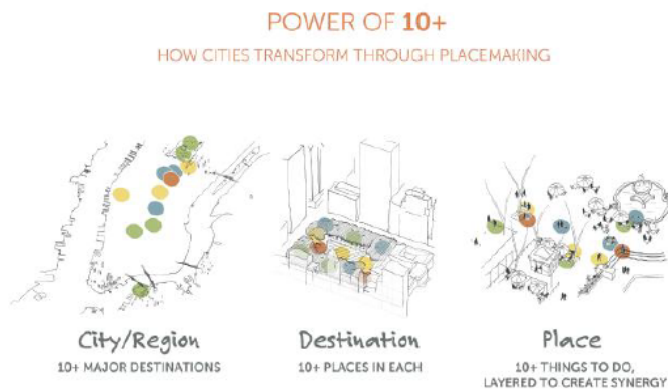 POWER OF 10+
HOW CITIES TRANSFORM THROUGH PLACEMAKING
City/Region
10+ MAJOR DESTINATIONS
Destination
10+ PLACES IN EACH
Place
10+ THINGS TO DO,
LAYERED TO CREATE SYNERGY